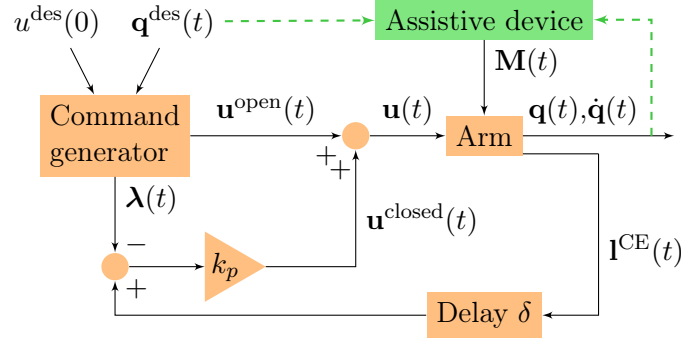 u^des(0)
q^des(t)
Assistive device
M(t)
Command
generator
u^open(t)
u(t)
Arm
q(t),q̇(t)
+
+
λ(t)
u^closed(t)
−
k_p
+
l^CE(t)
Delay δ